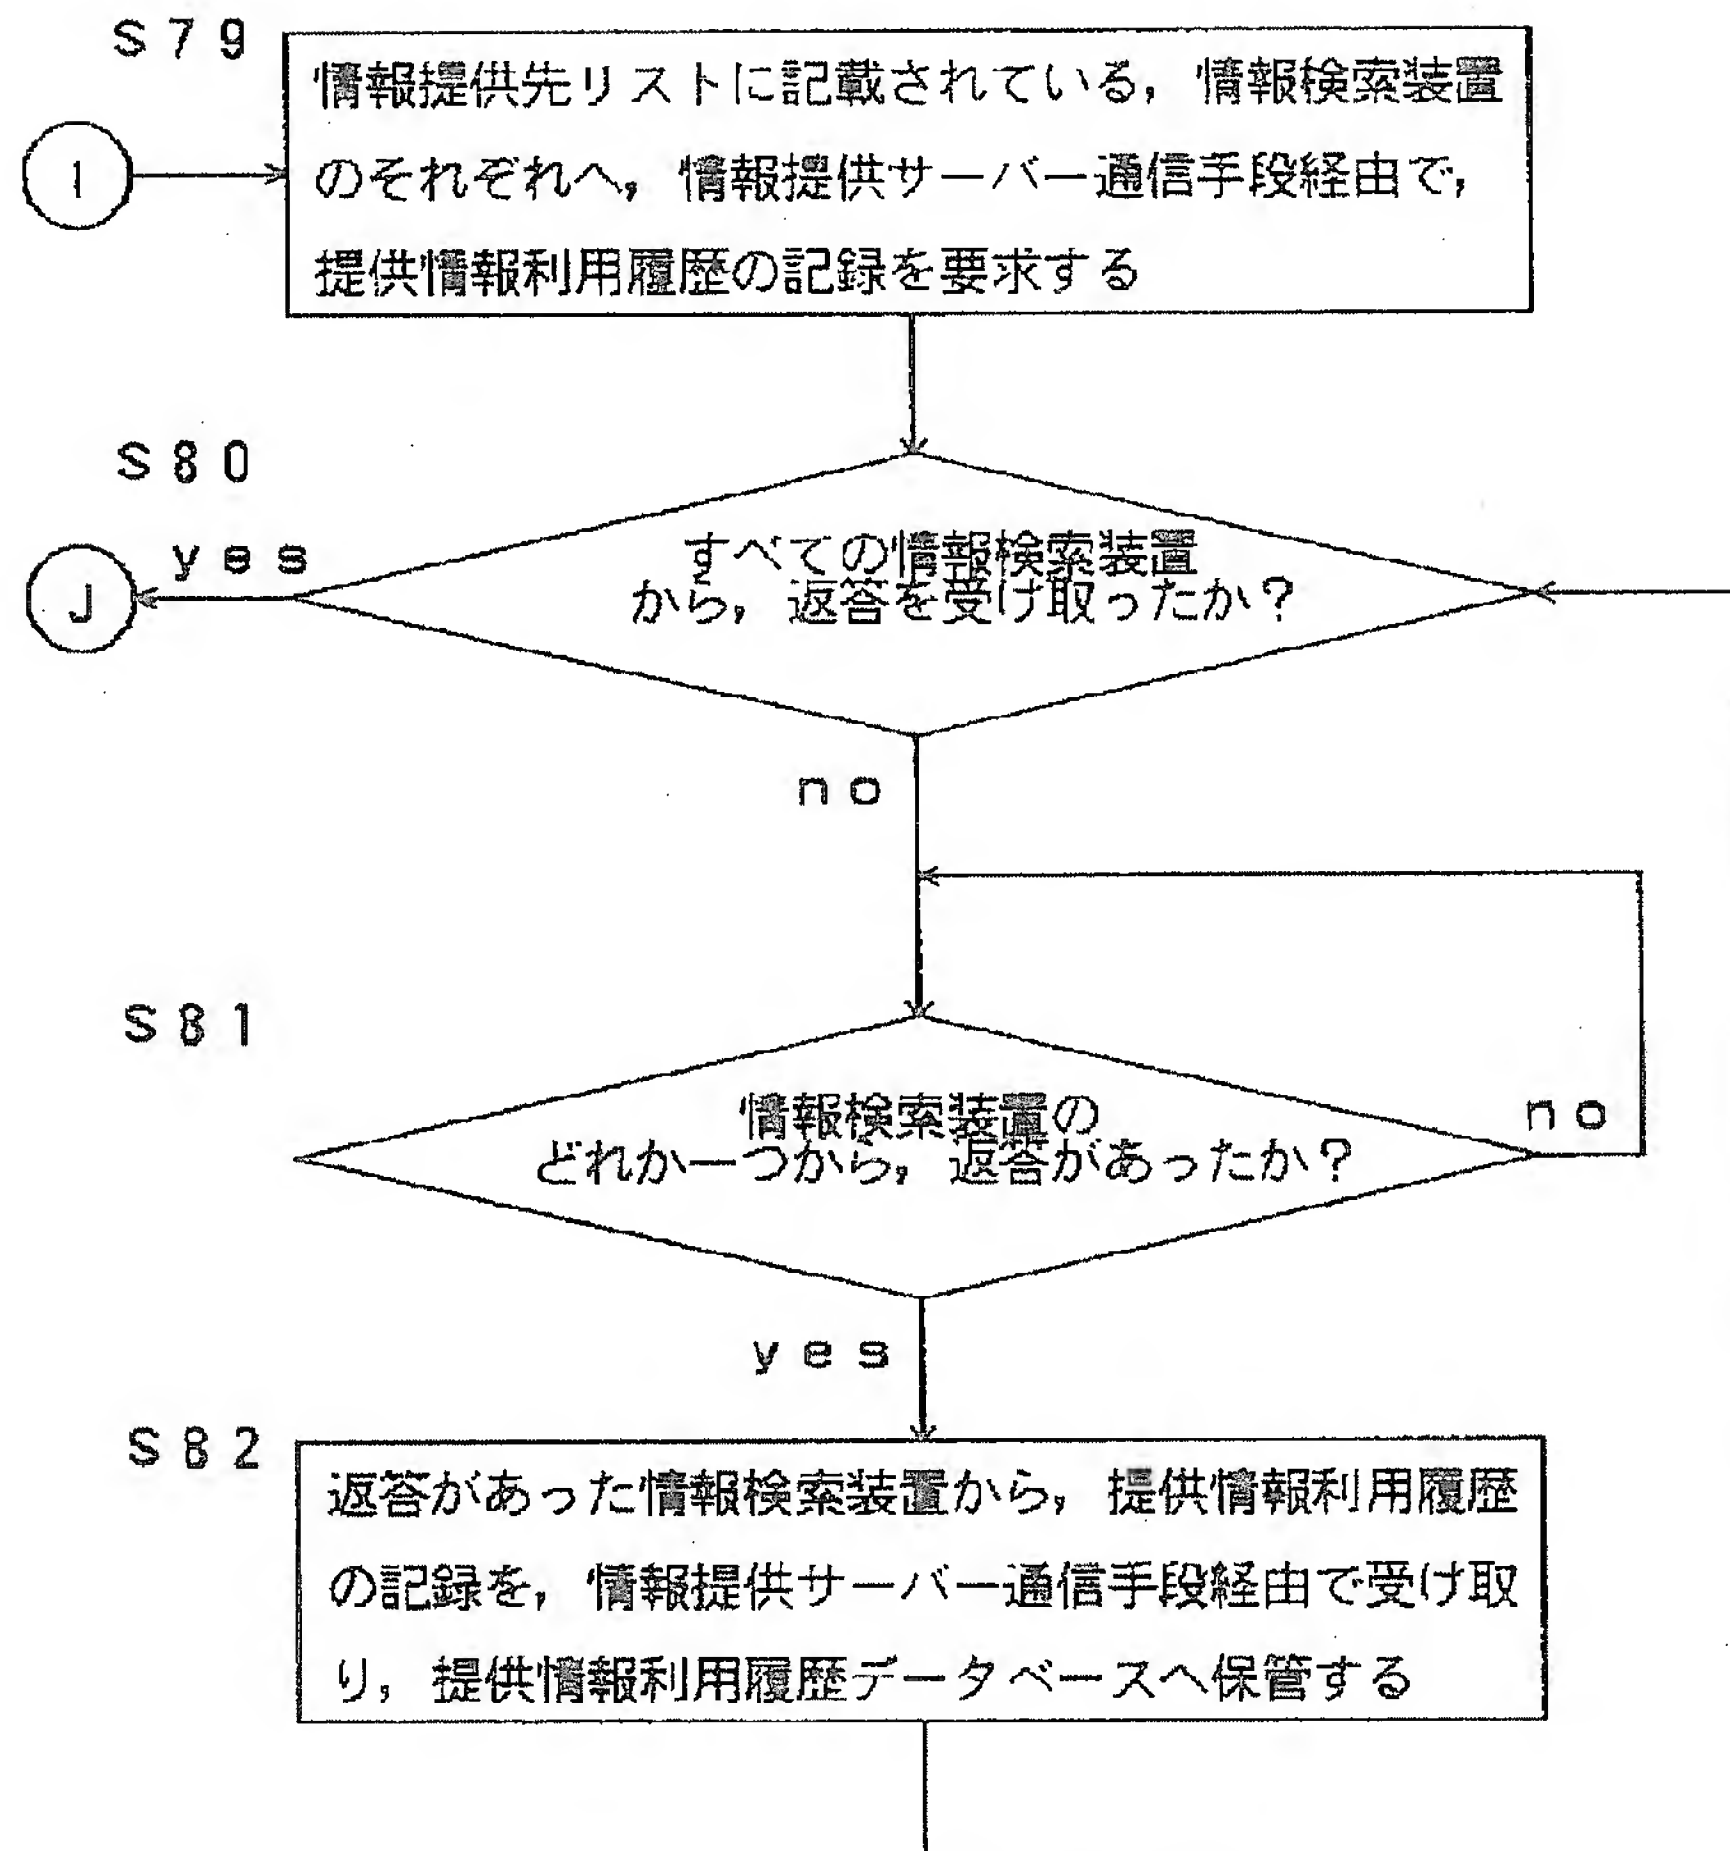 S79
情報提供先リストに記載されている，情報検索装置
のそれぞれへ，情報提供サーバー通信手段経由で，
提供情報利用履歴の記録を要求する
I
S80
yes
すべての情報検索装置
から，返答を受け取ったか？
J
no
S81
情報検索装置の
どれか一つから，返答があったか？
no
yes
S82
返答があった情報検索装置から，提供情報利用履歴
の記録を，情報提供サーバー通信手段経由で受け取
り，提供情報利用履歴データベースへ保管する